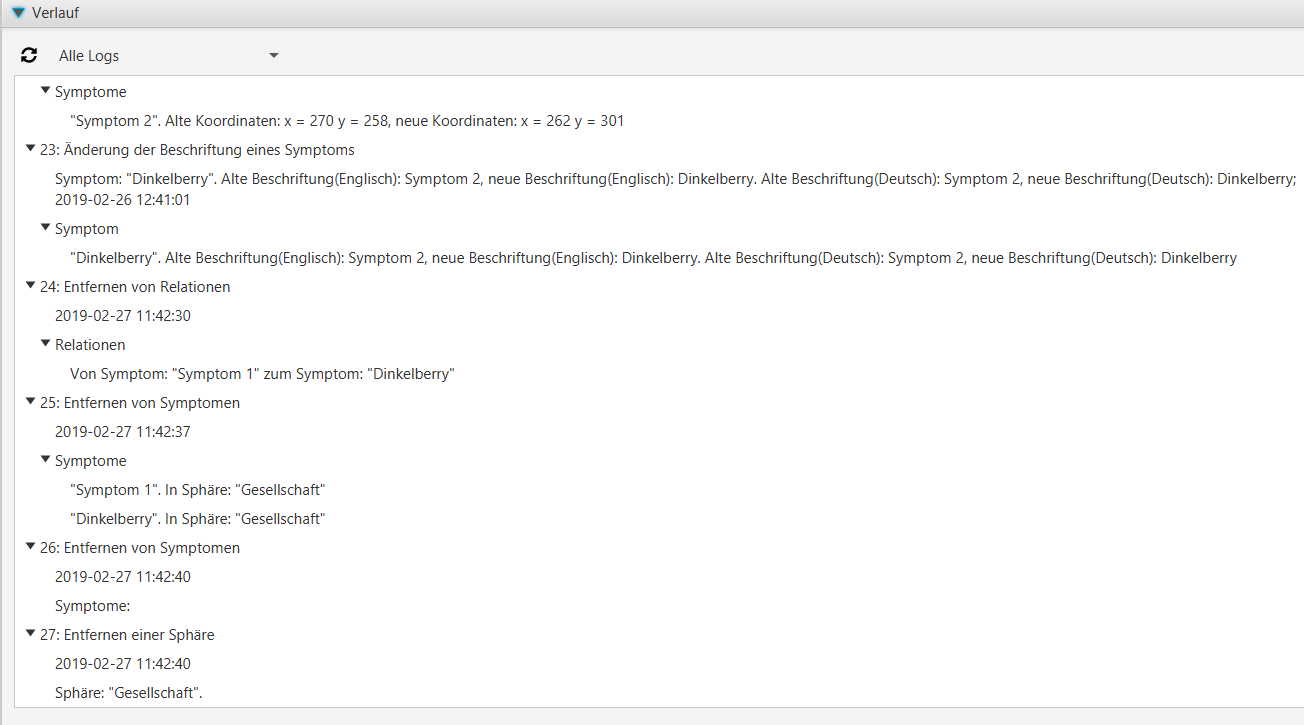 Verlauf
Alle Logs
Symptome
"Symptom 2". Alte Koordinaten: x = 270 y = 258, neue Koordinaten: x = 262 y = 301
23: Änderung der Beschriftung eines Symptoms
Symptom: "Dinkelberry". Alte Beschriftung(Englisch): Symptom 2, neue Beschriftung(Englisch): Dinkelberry. Alte Beschriftung(Deutsch): Symptom 2, neue Beschriftung(Deutsch): Dinkelberry;
2019-02-26 12:41:01
Symptom
"Dinkelberry". Alte Beschriftung(Englisch): Symptom 2, neue Beschriftung(Englisch): Dinkelberry. Alte Beschriftung(Deutsch): Symptom 2, neue Beschriftung(Deutsch): Dinkelberry
24: Entfernen von Relationen
2019-02-27 11:42:30
Relationen
Von Symptom: "Symptom 1" zum Symptom: "Dinkelberry"
25: Entfernen von Symptomen
2019-02-27 11:42:37
Symptome
"Symptom 1". In Sphäre: "Gesellschaft"
"Dinkelberry". In Sphäre: "Gesellschaft"
26: Entfernen von Symptomen
2019-02-27 11:42:40
Symptome:
27: Entfernen einer Sphäre
2019-02-27 11:42:40
Sphäre: "Gesellschaft".